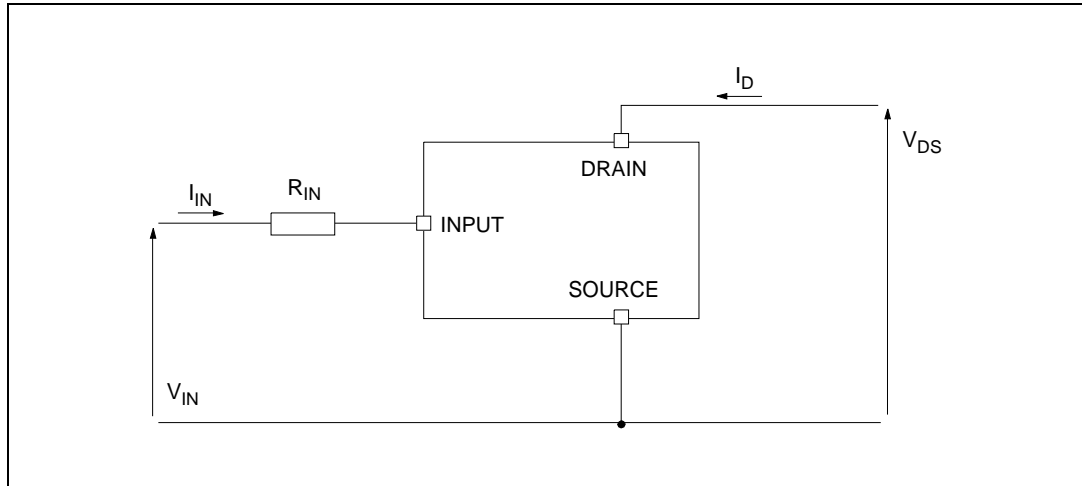 I_D
DRAIN
V_DS
I_IN
R_IN
INPUT
SOURCE
V_IN